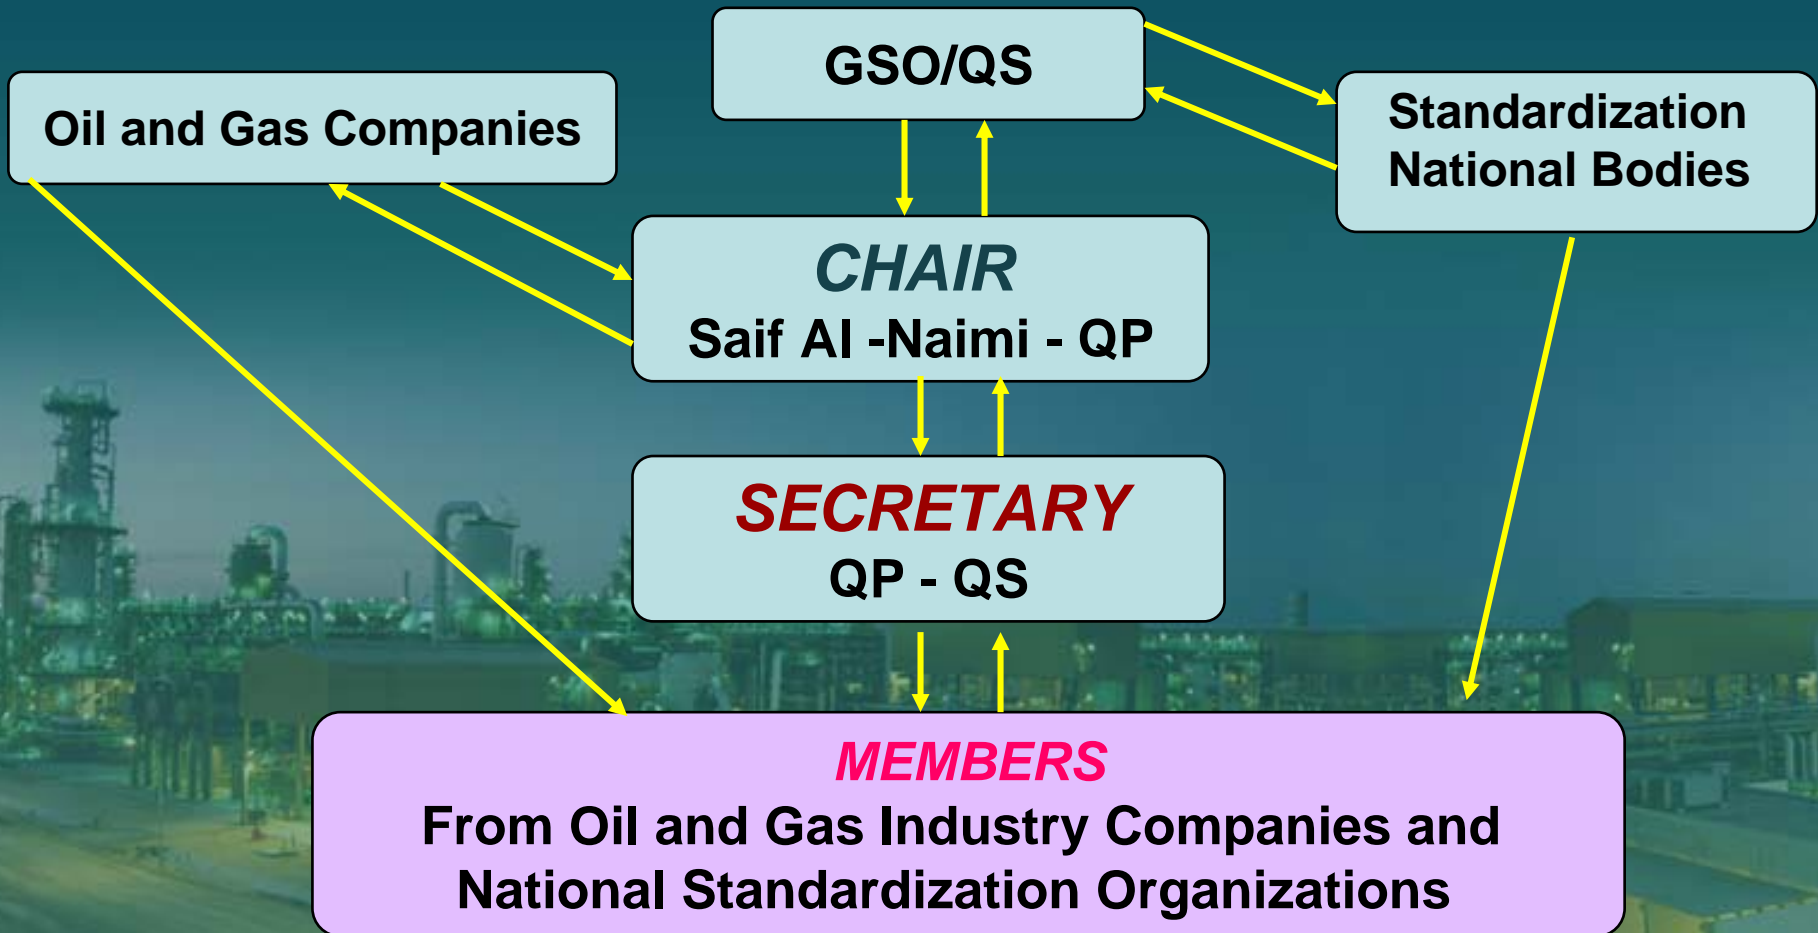 GSO/QS
Oil and Gas Companies
Standardization
National Bodies
CHAIR
Saif Al -Naimi - QP
SECRETARY
QP - QS
MEMBERS
From Oil and Gas Industry Companies and
National Standardization Organizations